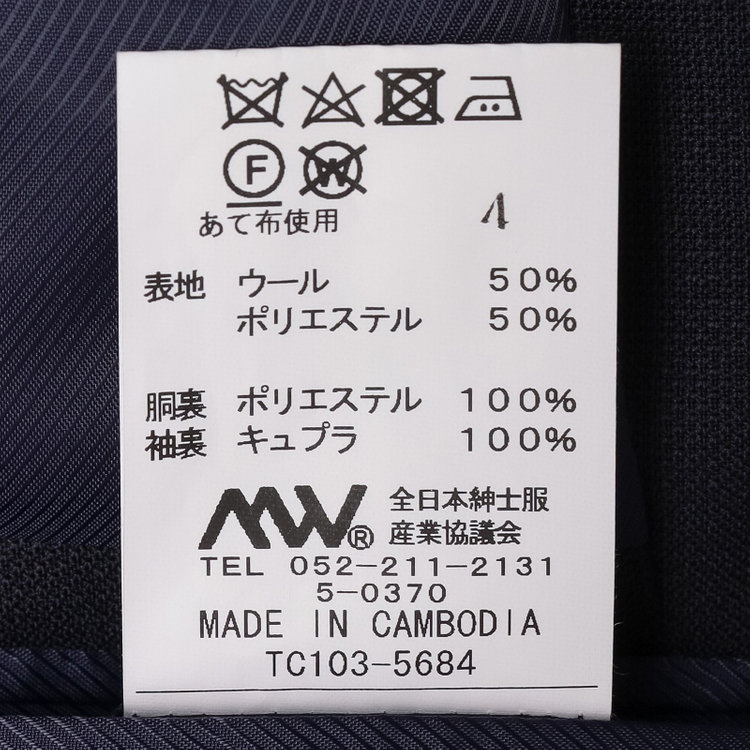 F W
あて布使用
表地 ウール 50%
ポリエステル 50%
胴裏 ポリエステル 100%
袖裏 キュプラ 100%
MW® 全日本紳士服
産業協議会
TEL 052-211-2131
5-0370
MADE IN CAMBODIA
TC103-5684